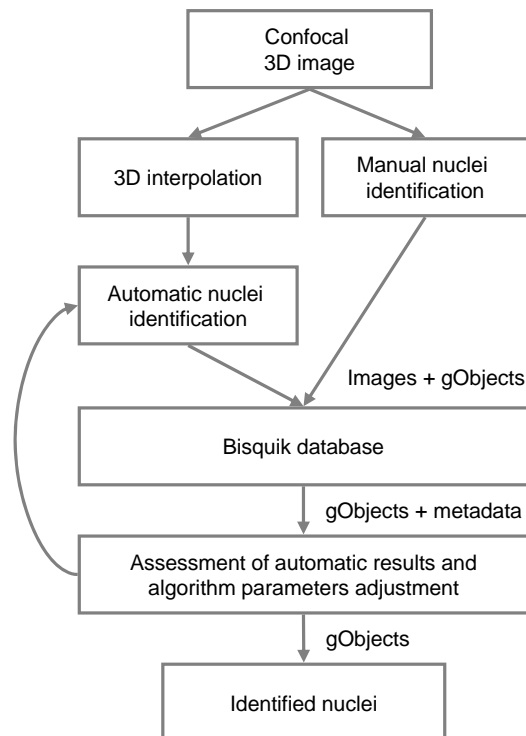 Confocal
3D image
3D interpolation
Manual nuclei
identification
Automatic nuclei
identification
Images + gObjects
Bisquik database
gObjects + metadata
Assessment of automatic results and
algorithm parameters adjustment
gObjects
Identified nuclei